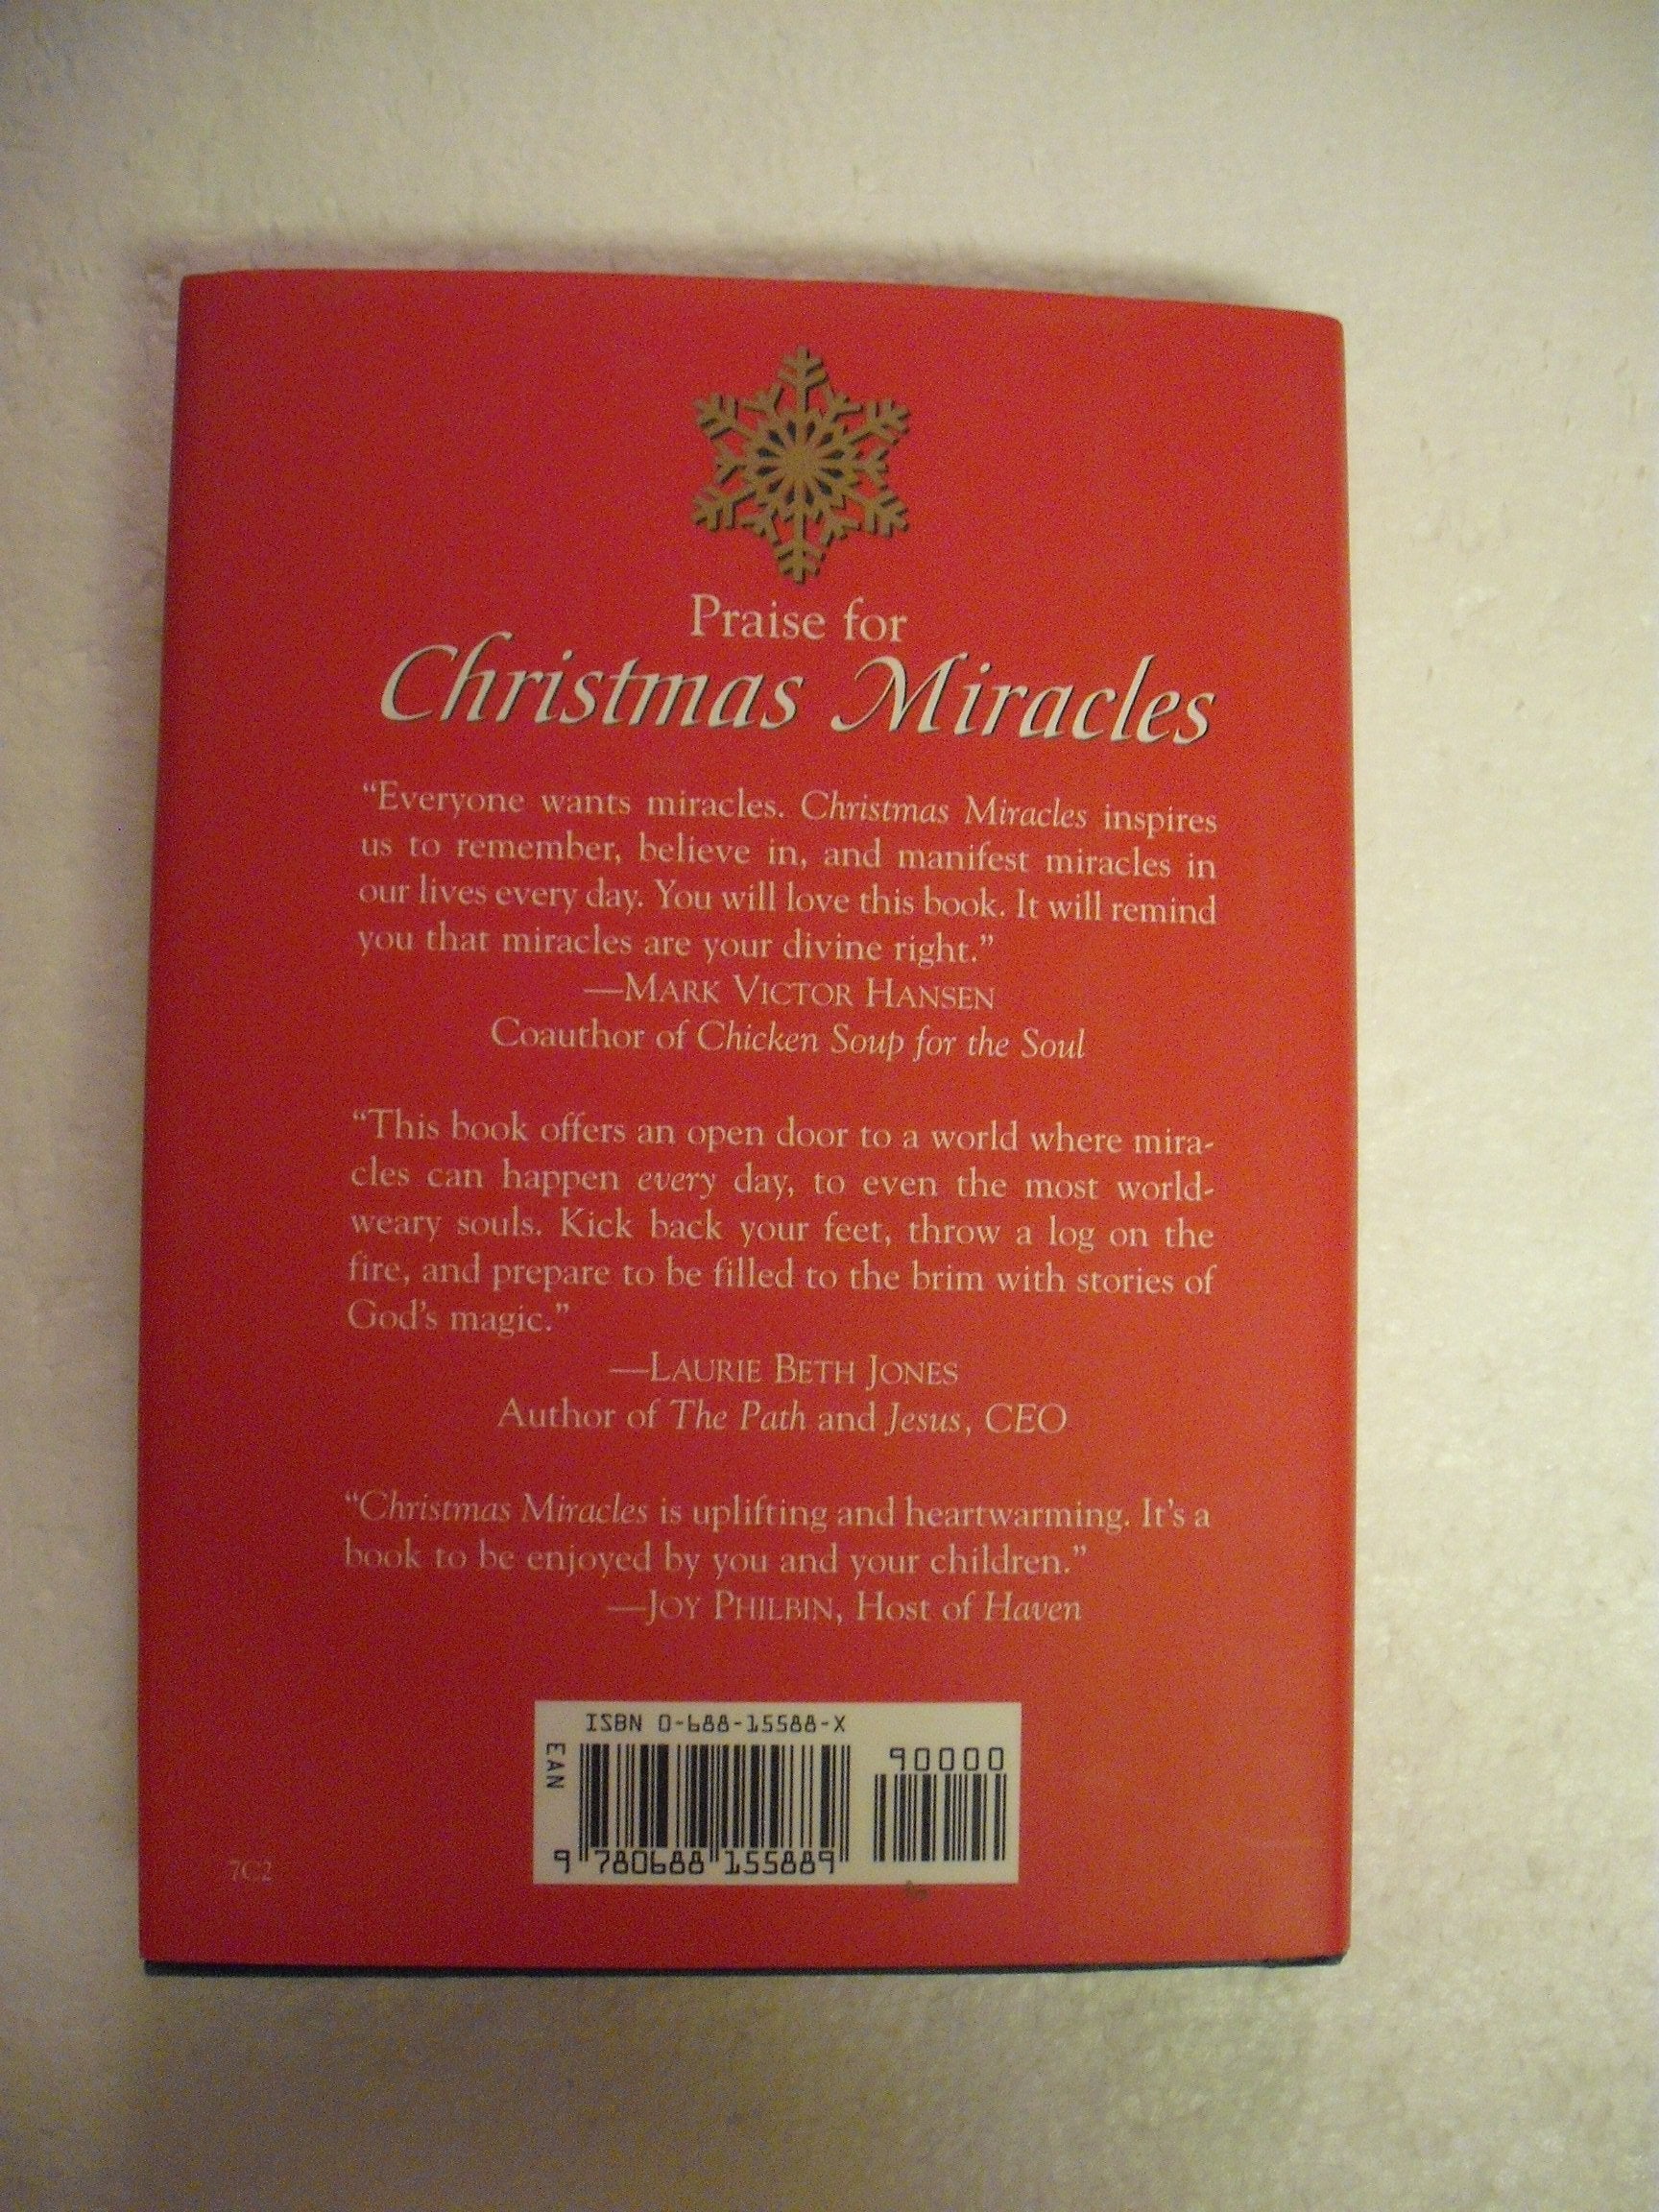 Praise for
Christmas Miracles
“Everyone wants miracles. Christmas Miracles inspires
us to remember, believe in, and manifest miracles in
our lives every day. You will love this book. It will remind
you that miracles are your divine right.”
—MARK VICTOR HANSEN
Coauthor of Chicken Soup for the Soul
“This book offers an open door to a world where mira-
cles can happen every day, to even the most world-
weary souls. Kick back your feet, throw a log on the
fire, and prepare to be filled to the brim with stories of
God’s magic.”
—LAURIE BETH JONES
Author of The Path and Jesus, CEO
“Christmas Miracles is uplifting and heartwarming. It’s a
book to be enjoyed by you and your children.”
—JOY PHILBIN, Host of Haven
ISBN 0-688-15588-X
EAN
90000
9 780688 155889
7C2